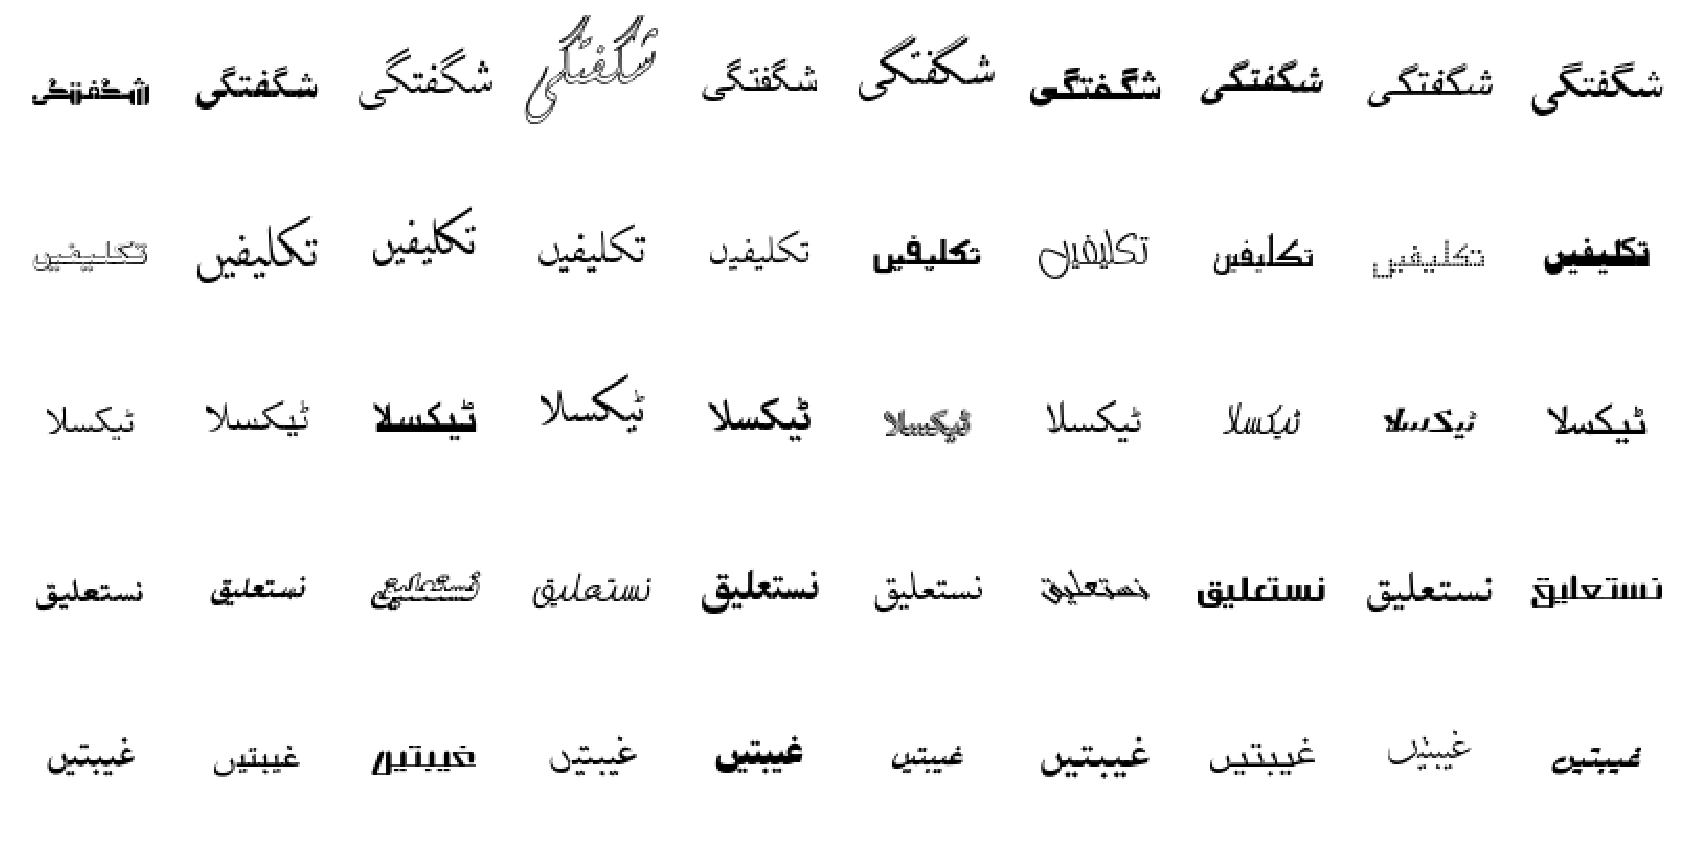 شگفتگی شگفتگی شگفتگی شگفتگی شگفتگی شگفتگی شگفتگی شگفتگی شگفتگی شگفتگی
تکلیفیں تکلیفیں تکلیفیں تکلیفیں تکلیفیں تکلیفیں تکلیفیں تکلیفیں تکلیفیں تکلیفیں
ٹیکسلا ٹیکسلا ٹیکسلا ٹیکسلا ٹیکسلا ٹیکسلا ٹیکسلا ٹیکسلا ٹیکسلا ٹیکسلا
نستعلیق نستعلیق نستعلیق نستعلیق نستعلیق نستعلیق نستعلیق نستعلیق نستعلیق نستعلیق
غیبتیں غیبتیں غیبتیں غیبتیں غیبتیں غیبتیں غیبتیں غیبتیں غیبتیں غیبتیں